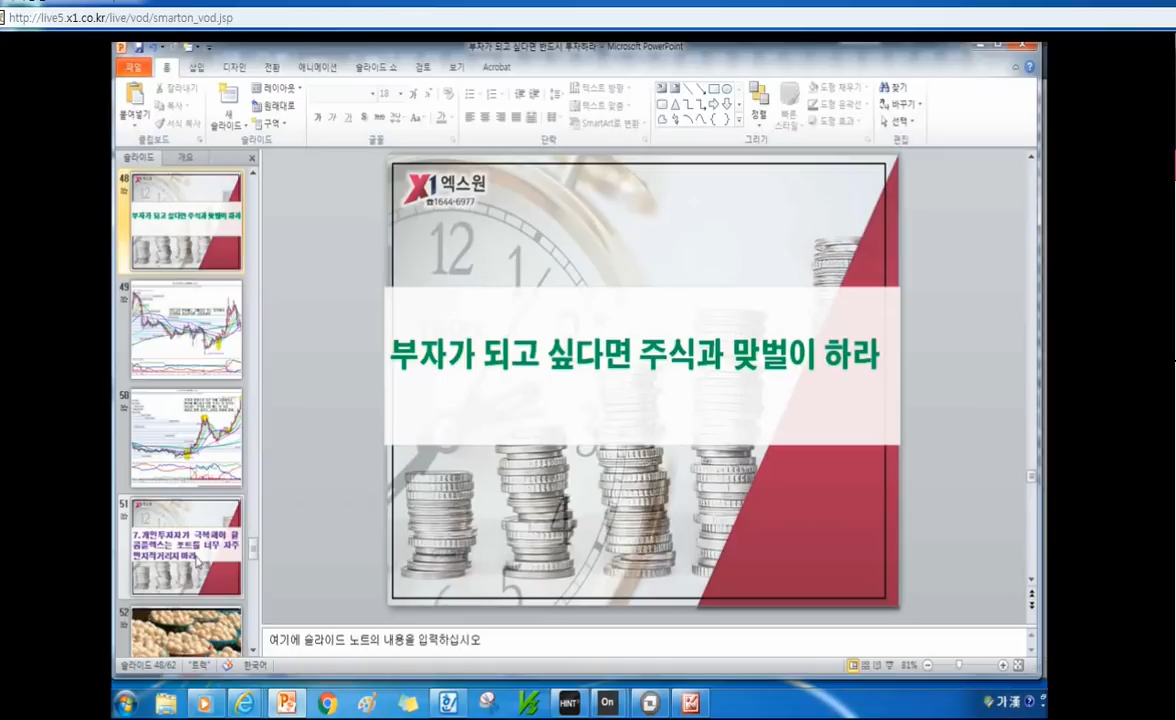 http://live5.x1.co.kr/live/vod/smarton_vod.jsp
부자가 되고 싶다면 반드시 투자하라 - Microsoft PowerPoint
파일 홈 삽입 디자인 전환 애니메이션 슬라이드 쇼 검토 보기 Acrobat
붙여넣기
잘라내기
복사
서식 복사
클립보드
새 슬라이드
레이아웃
원래대로
구역
슬라이드
18
가 가 가
글꼴
텍스트 방향
텍스트 맞춤
SmartArt로 변환
단락
정렬
빠른 스타일
도형 채우기
도형 윤곽선
도형 효과
그리기
찾기
바꾸기
선택
편집
슬라이드 개요
48
부자가 되고 싶다면 주식과 맞벌이 하라
49
50
51
7.개인투자자가 극복해야 할
콤플렉스는 포트를 너무 자주
만지작거리지 마라
52
X1 엑스원
☎1644-6977
12
1
부자가 되고 싶다면 주식과 맞벌이 하라
여기에 슬라이드 노트의 내용을 입력하십시오
슬라이드 48/62 "트랙" 한국어
81%
HINT
On
가 漢